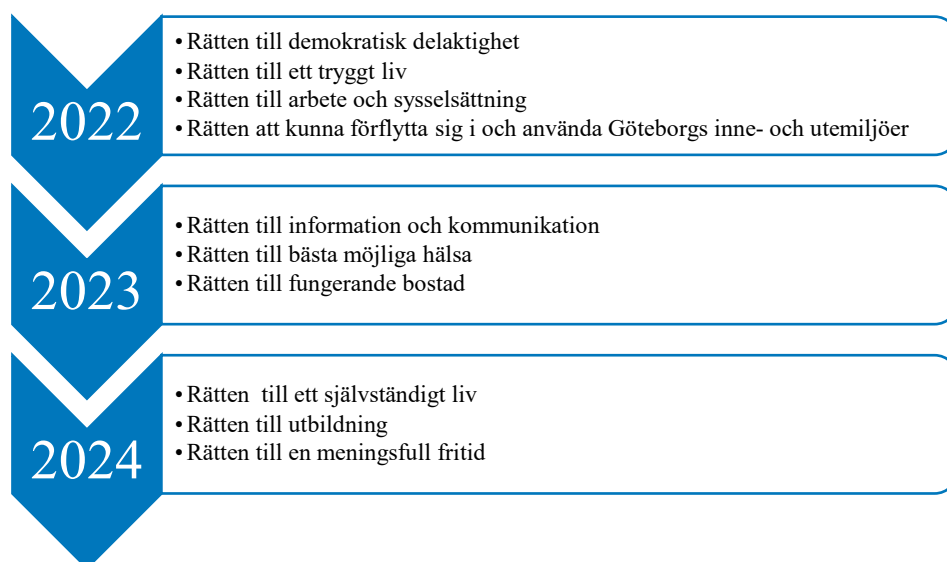 2022
•Rätten till demokratisk delaktighet
•Rätten till ett tryggt liv
•Rätten till arbete och sysselsättning
•Rätten att kunna förflytta sig i och använda Göteborgs inne- och utemiljöer
2023
•Rätten till information och kommunikation
•Rätten till bästa möjliga hälsa
•Rätten till fungerande bostad
2024
•Rätten  till ett självständigt liv
•Rätten till utbildning
•Rätten till en meningsfull fritid